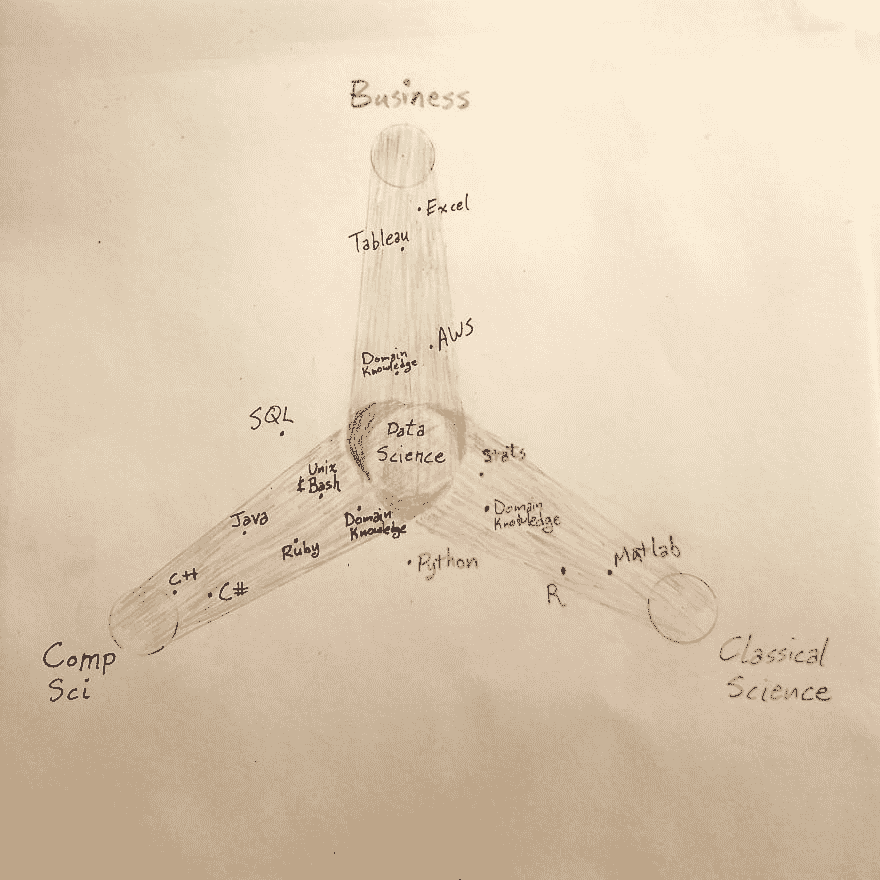 Business
Excel
Tableau
AWS
Domain
Knowledge
SQL
Data
Science
Stats
Unix
& Bash
Domain
Knowledge
Domain
Knowledge
Java
Ruby
Python
Matlab
C++
C#
R
Comp
Sci
Classical
Science